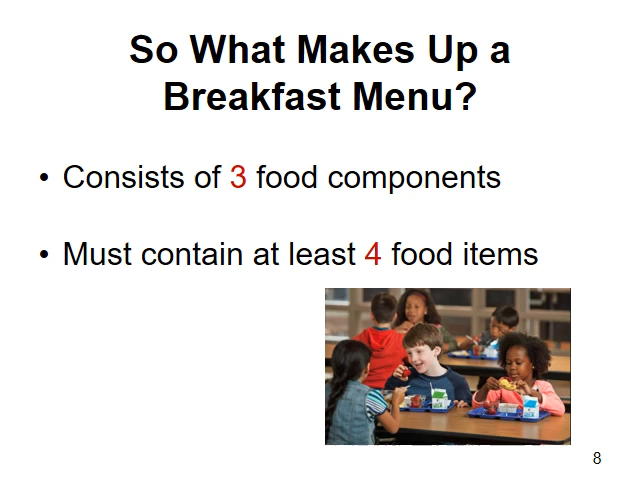 So What Makes Up a
Breakfast Menu?
• Consists of 3 food components
• Must contain at least 4 food items
8